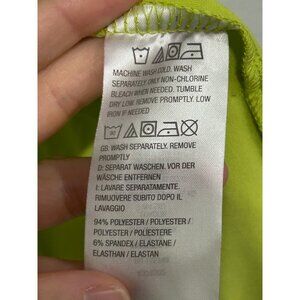 MACHINE WASH COLD. WASH
SEPARATELY ONLY NON-CHLORINE
BLEACH WHEN NEEDED. TUMBLE
DRY LOW. REMOVE PROMPTLY. LOW
IRON IF NEEDED
GB: WASH SEPARATELY. REMOVE
PROMPTLY
D: SEPARAT WASCHEN. VOR DER
WÄSCHE ENTFERNEN
I: LAVARE SEPARATAMENTE.
RIMUOVERE SUBITO DOPO IL
LAVAGGIO
94% POLYESTER / POLYESTER /
POLYESTER / POLIESTERE
6% SPANDEX / ELASTANE /
ELASTHAN / ELASTAN